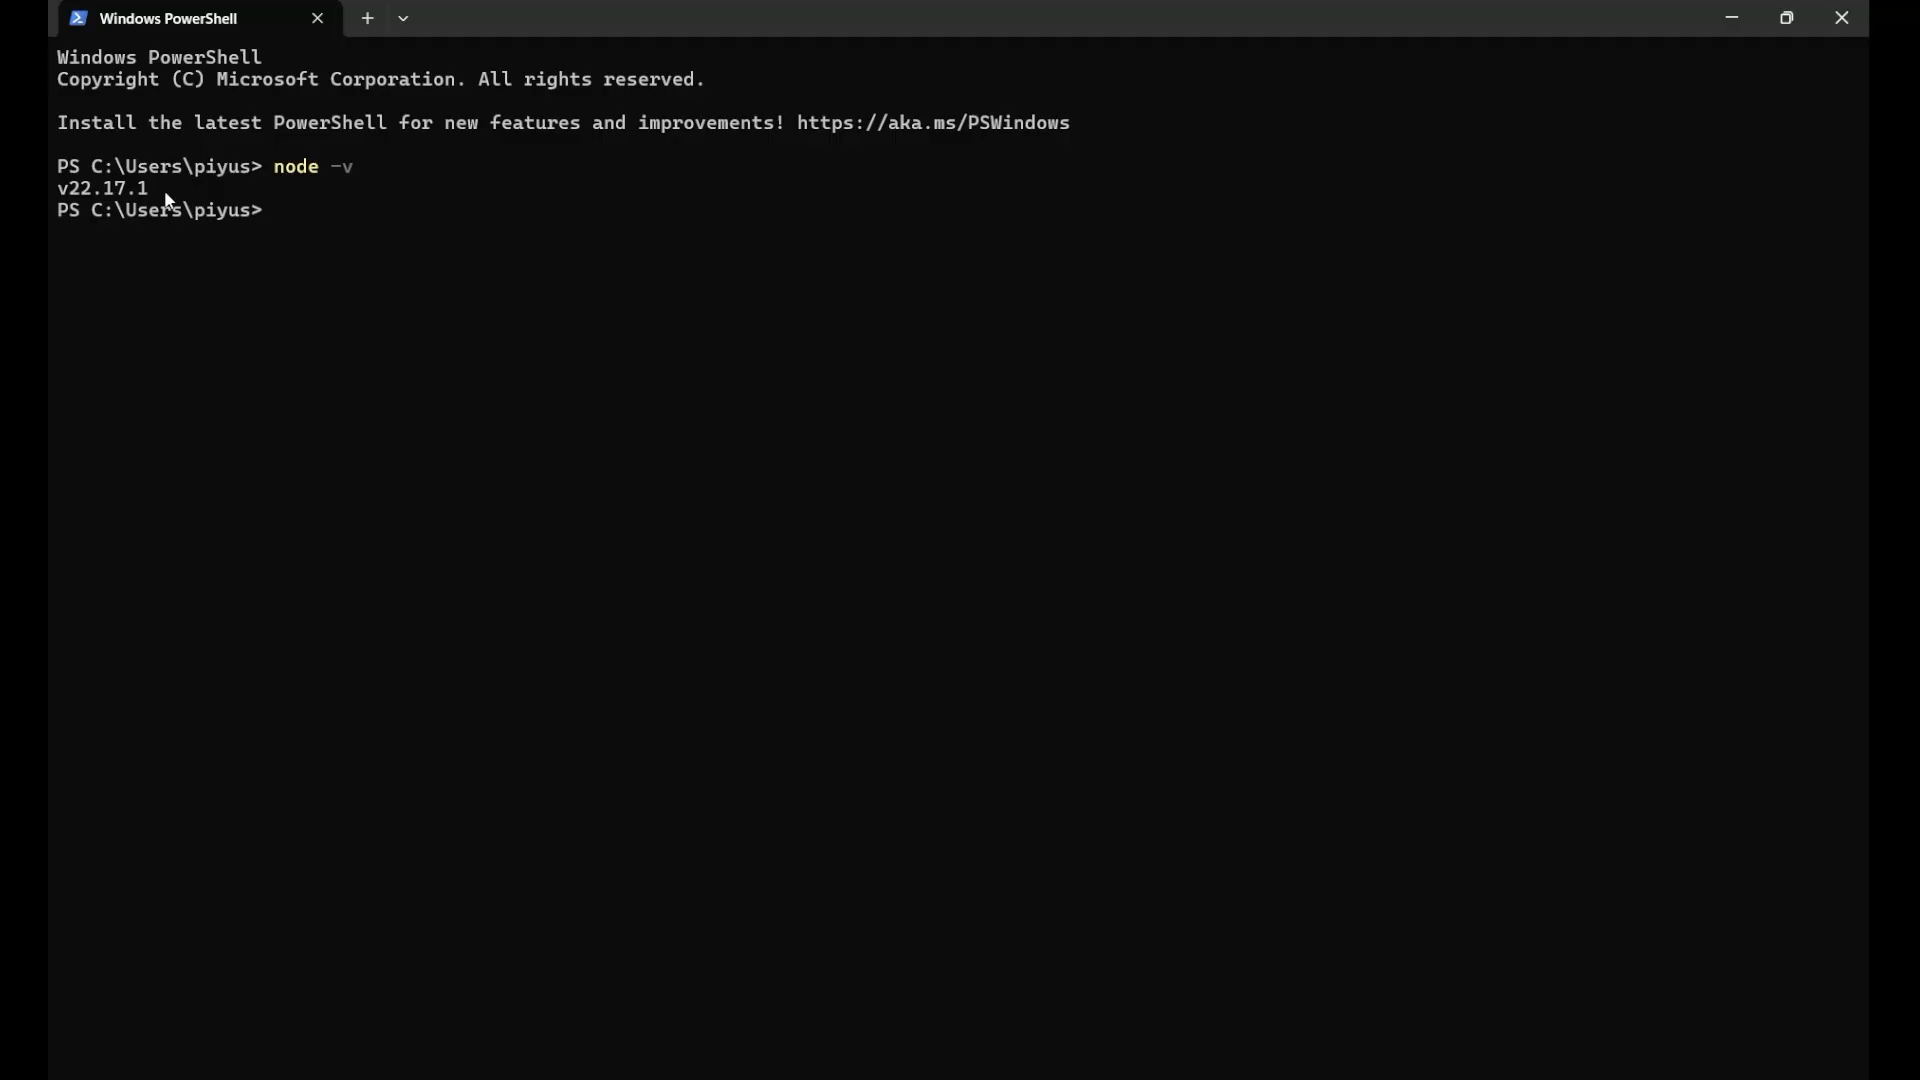 Windows PowerShell
Windows PowerShell
Copyright (C) Microsoft Corporation. All rights reserved.
Install the latest PowerShell for new features and improvements! https://aka.ms/PSWindows
PS C:\Users\piyus> node -v
v22.17.1
PS C:\Users\piyus>